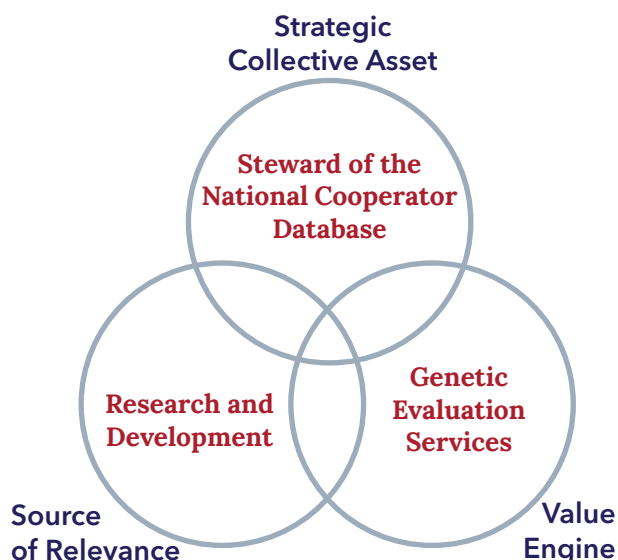 Strategic
Collective Asset
Steward of the
National Cooperator
Database
Research and
Development
Genetic
Evaluation
Services
Source
of Relevance
Value
Engine